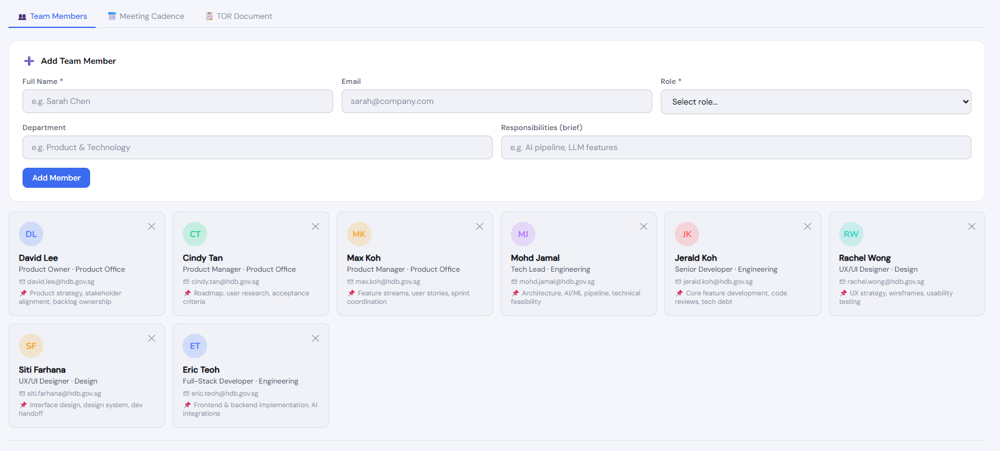 Team Members
Meeting Cadence
TOR Document
Add Team Member
Full Name *
Email
Role *
e.g. Sarah Chen
sarah@company.com
Select role...
Department
Responsibilities (brief)
e.g. Product & Technology
e.g. AI pipeline, LLM features
Add Member
DL
David Lee
Product Owner · Product Office
david.lee@hdb.gov.sg
Product strategy, stakeholder
alignment, backlog ownership
CT
Cindy Tan
Product Manager · Product Office
cindy.tan@hdb.gov.sg
Roadmap, user research, acceptance
criteria
MK
Max Koh
Product Manager · Product Office
max.koh@hdb.gov.sg
Feature streams, user stories, sprint
coordination
MJ
Mohd Jamal
Tech Lead · Engineering
mohd.jamal@hdb.gov.sg
Architecture, AI/ML pipeline, technical
feasibility
JK
Jerald Koh
Senior Developer · Engineering
jerald.koh@hdb.gov.sg
Core feature development, code
reviews, tech debt
RW
Rachel Wong
UX/UI Designer · Design
rachel.wong@hdb.gov.sg
UX strategy, wireframes, usability
testing
SF
Siti Farhana
UX/UI Designer · Design
siti.farhana@hdb.gov.sg
Interface design, design system, dev
handoff
ET
Eric Teoh
Full-Stack Developer · Engineering
eric.teoh@hdb.gov.sg
Frontend & backend implementation, AI
integrations